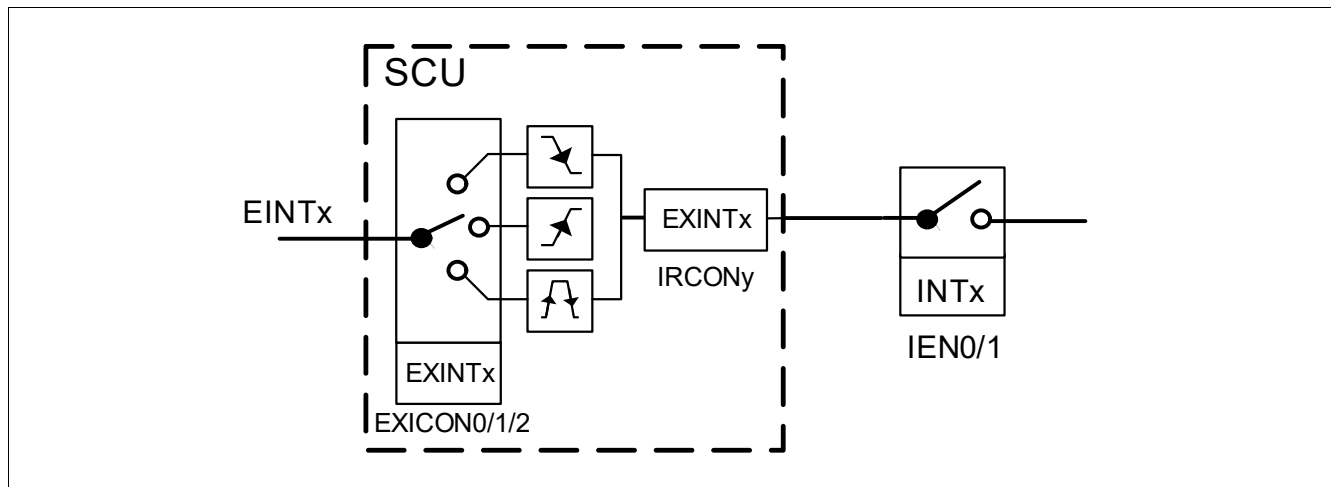 SCU
EINTx
EXINTx
IRCONy
INTx
IEN0/1
EXINTx
EXICON0/1/2